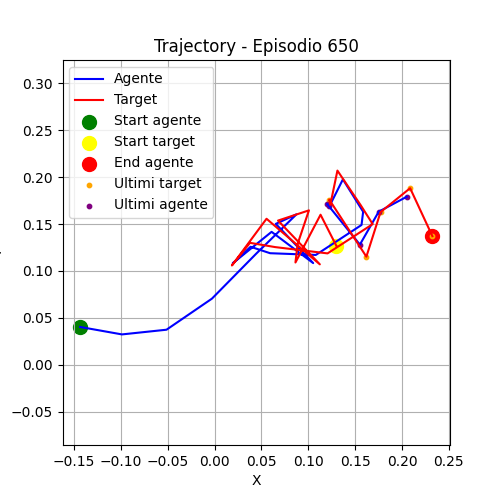 Trajectory - Episodio 650
Agente
Target
Start agente
Start target
End agente
Ultimi target
Ultimi agente
0.30
0.25
0.20
0.15
0.10
0.05
0.00
−0.05
−0.15 −0.10 −0.05 0.00 0.05 0.10 0.15 0.20 0.25
X